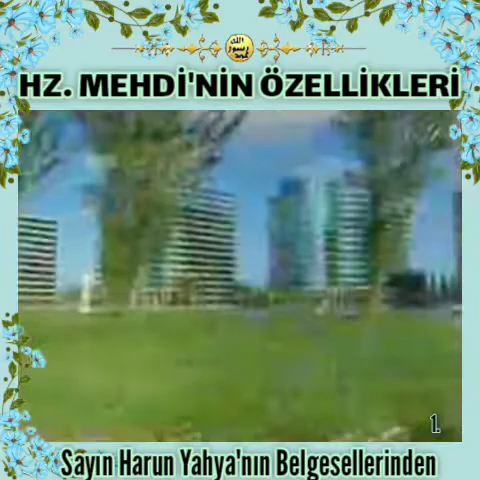 HZ. MEHDİ'NİN ÖZELLİKLERİ
1.
Sayın Harun Yahya'nın Belgesellerinden